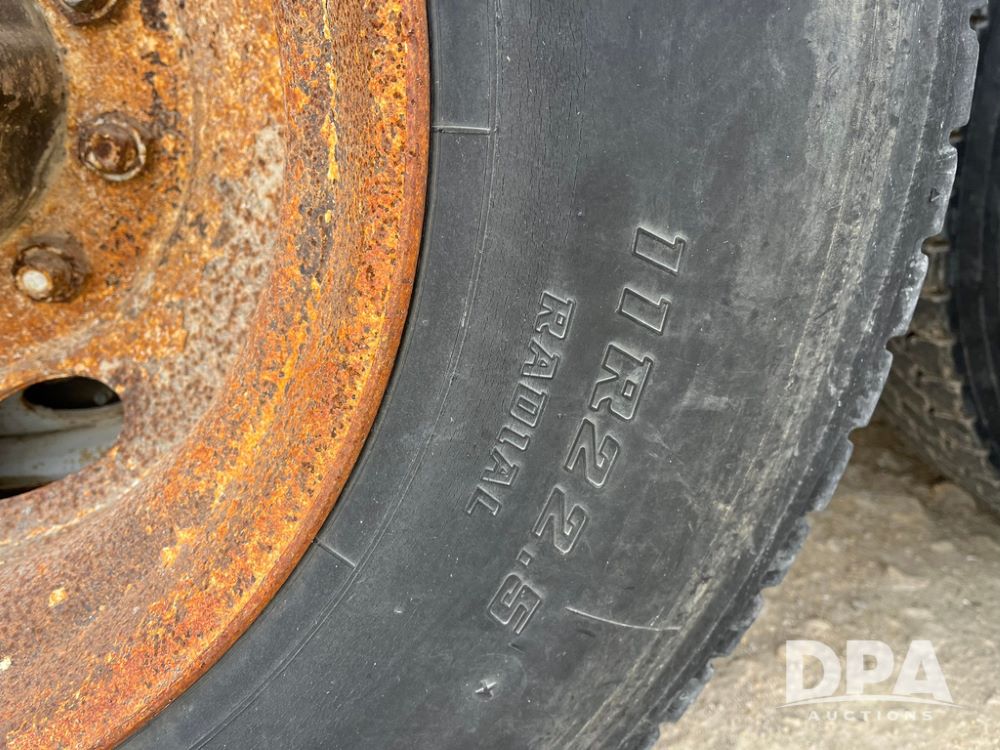 11R22.5
RADIAL
DPA
AUCTIONS